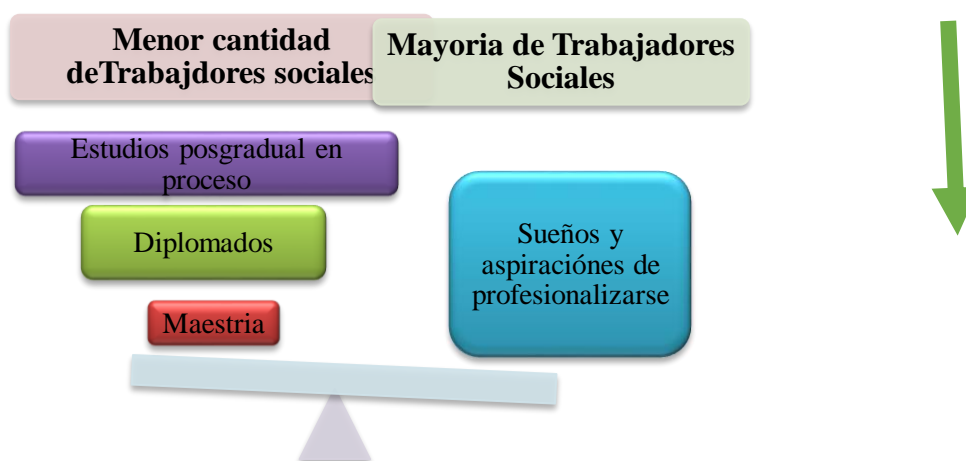 Menor cantidad
deTrabajdores sociales
Mayoria de Trabajadores
Sociales
Estudios posgradual en
proceso
Diplomados
Maestria
Sueños y
aspiraciónes de
profesionalizarse